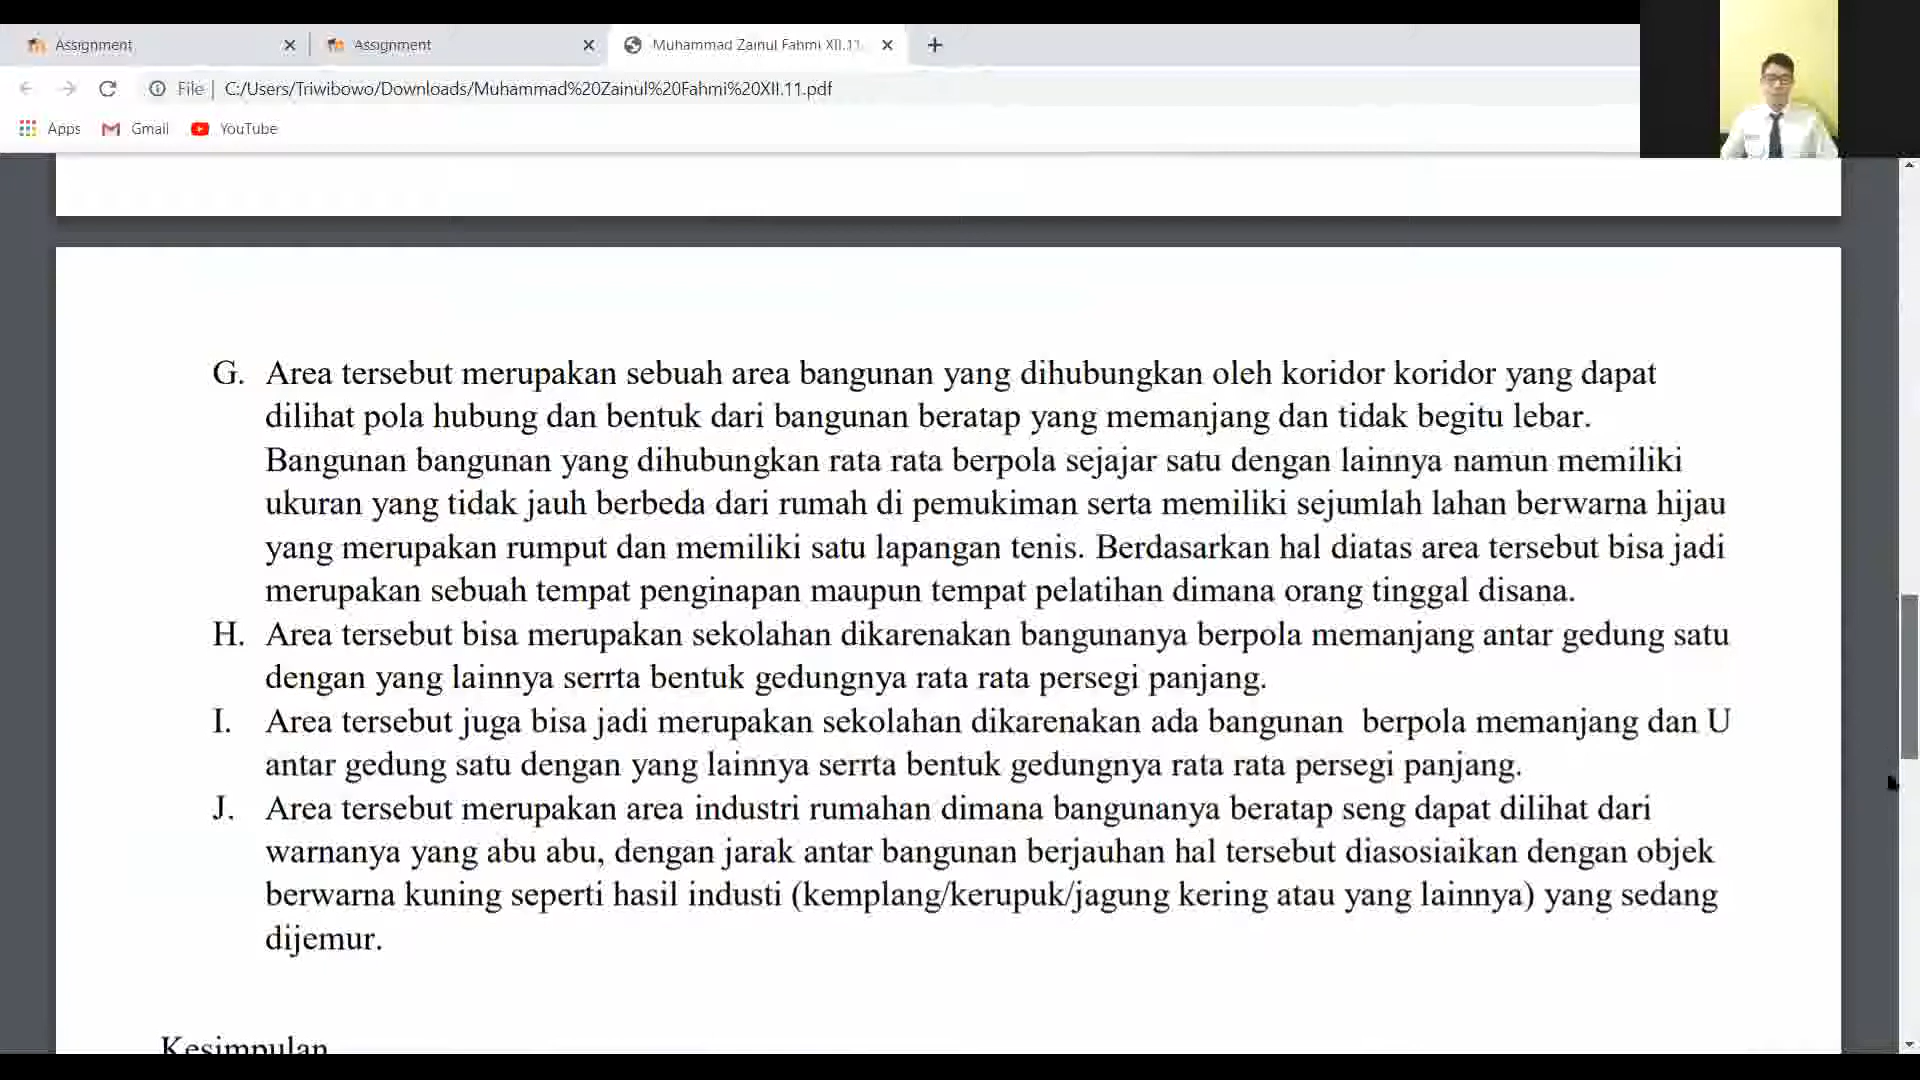 Assignment
Assignment
Muhammad Zainul Fahmi XII.11
File
C:/Users/Triwibowo/Downloads/Muhammad%20Zainul%20Fahmi%20XII.11.pdf
Apps
Gmail
YouTube
G. Area tersebut merupakan sebuah area bangunan yang dihubungkan oleh koridor koridor yang dapat
dilihat pola hubung dan bentuk dari bangunan beratap yang memanjang dan tidak begitu lebar.
Bangunan bangunan yang dihubungkan rata rata berpola sejajar satu dengan lainnya namun memiliki
ukuran yang tidak jauh berbeda dari rumah di pemukiman serta memiliki sejumlah lahan berwarna hijau
yang merupakan rumput dan memiliki satu lapangan tenis. Berdasarkan hal diatas area tersebut bisa jadi
merupakan sebuah tempat penginapan maupun tempat pelatihan dimana orang tinggal disana.
H. Area tersebut bisa merupakan sekolahan dikarenakan bangunanya berpola memanjang antar gedung satu
dengan yang lainnya serrta bentuk gedungnya rata rata persegi panjang.
I. Area tersebut juga bisa jadi merupakan sekolahan dikarenakan ada bangunan  berpola memanjang dan U
antar gedung satu dengan yang lainnya serrta bentuk gedungnya rata rata persegi panjang.
J. Area tersebut merupakan area industri rumahan dimana bangunanya beratap seng dapat dilihat dari
warnanya yang abu abu, dengan jarak antar bangunan berjauhan hal tersebut diasosiaikan dengan objek
berwarna kuning seperti hasil industi (kemplang/kerupuk/jagung kering atau yang lainnya) yang sedang
dijemur.
Kesimpulan